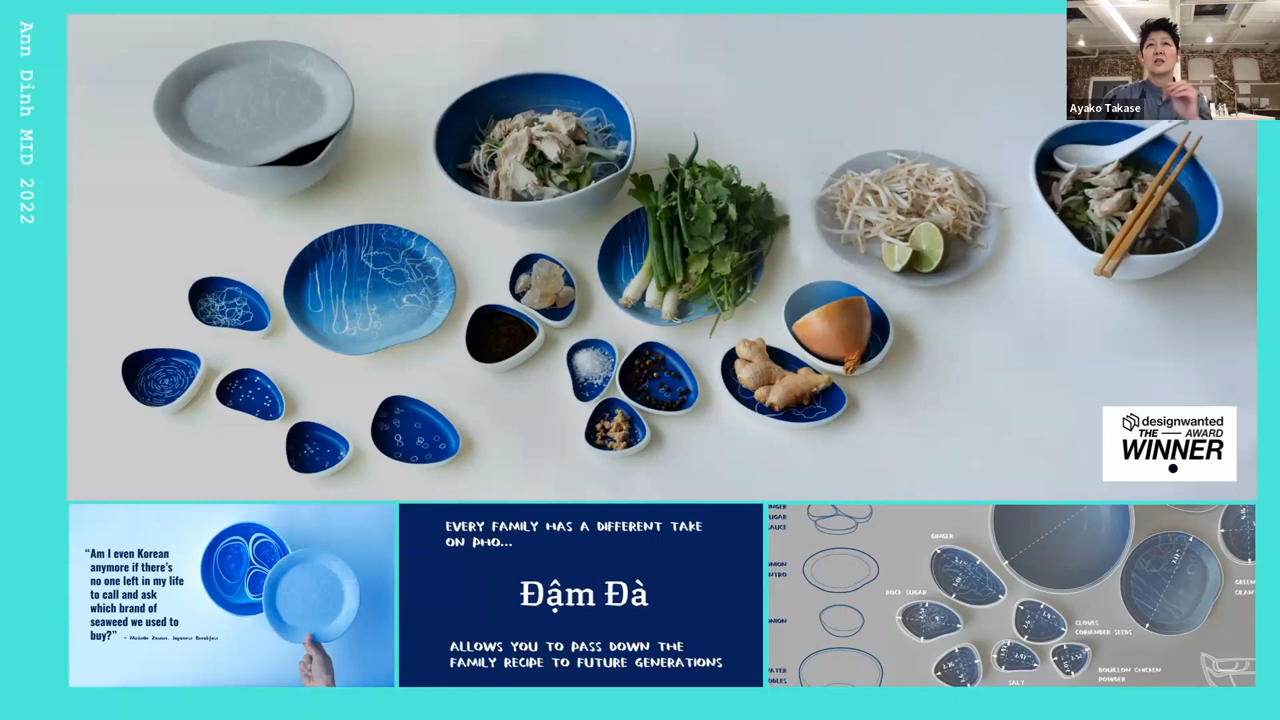 Ann Dinh MID 2022
Ayako Takase
designwanted
THE — AWARD
WINNER
“Am I even Korean
anymore if there’s
no one left in my life
to call and ask
which brand of
seaweed we used to
buy?”
EVERY FAMILY HAS A DIFFERENT TAKE
ON PHO...
Đậm Đà
ALLOWS YOU TO PASS DOWN THE
FAMILY RECIPE TO FUTURE GENERATIONS
GINGER
ROCK SUGAR
CLOVES
CORIANDER SEEDS
BOUILLON CHICKEN
POWDER
SALT